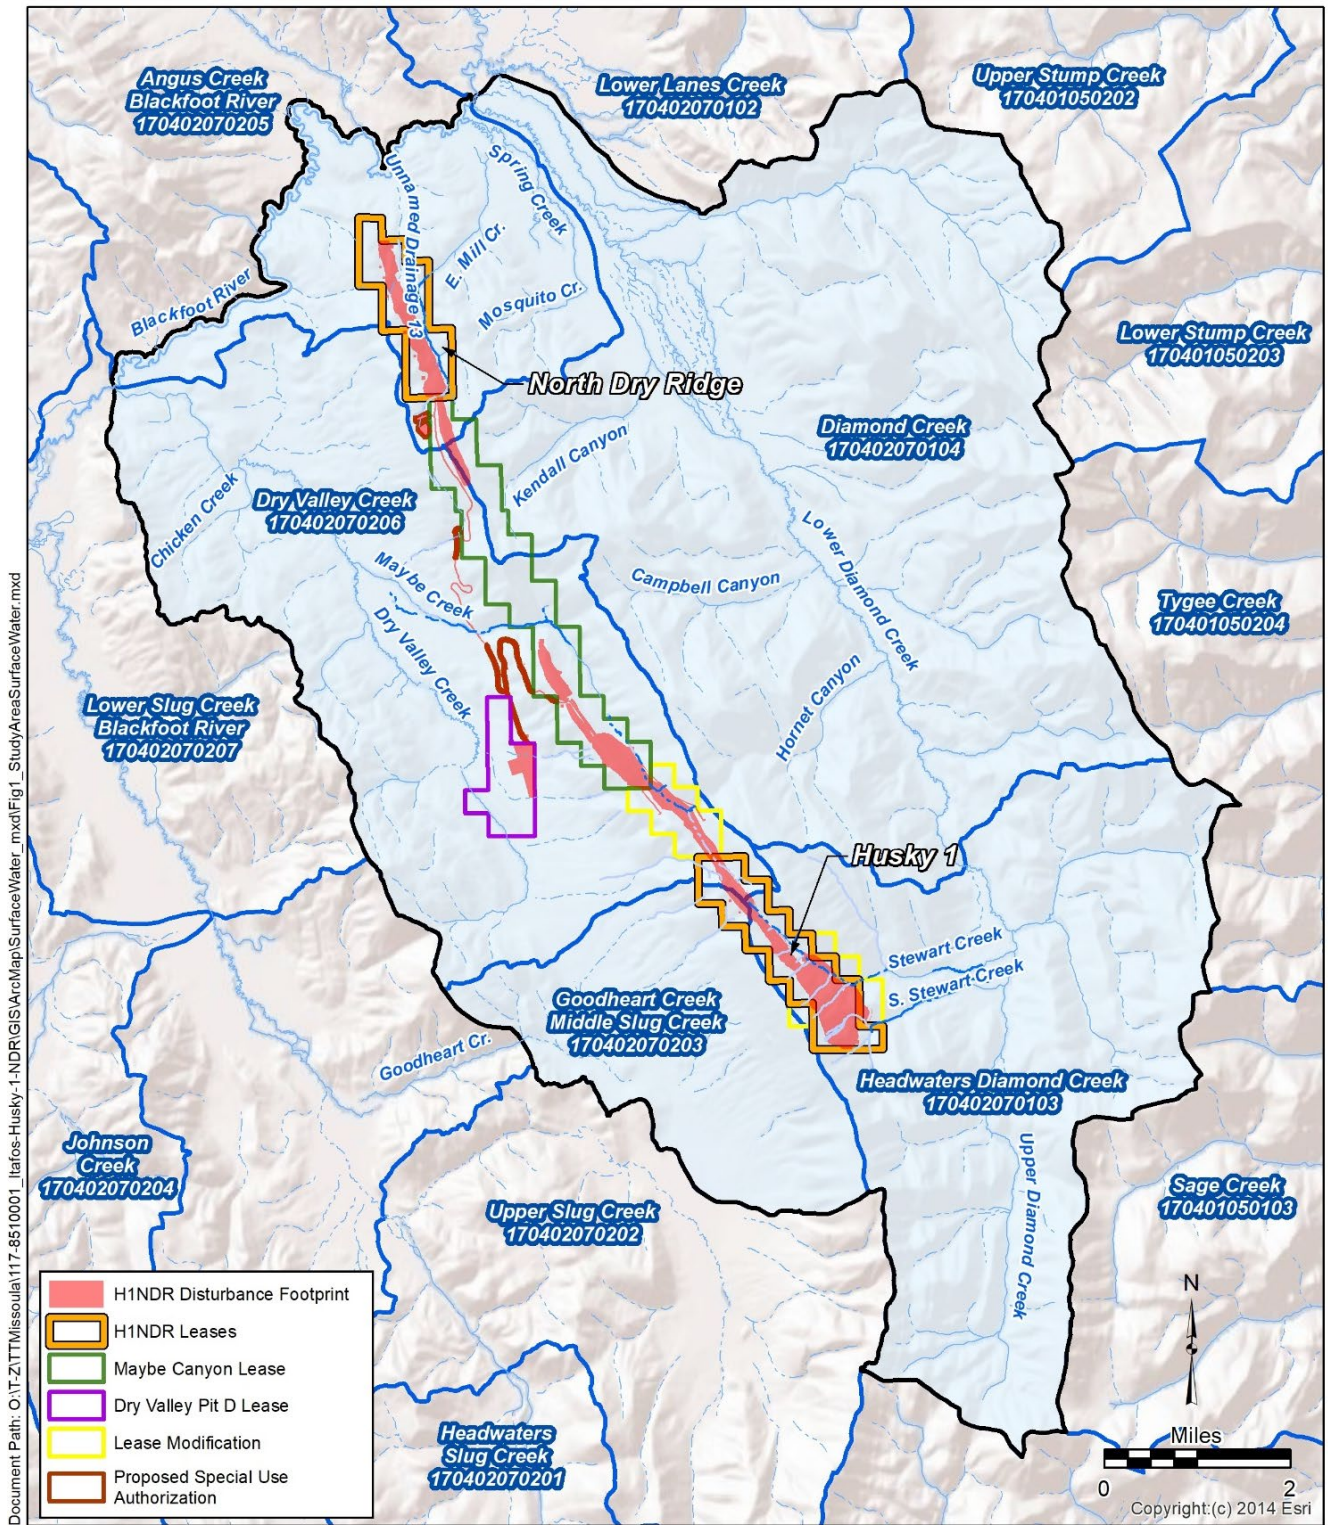 Angus Creek
Blackfoot River
170402070205
Lower Lanes Creek
170402070102
Upper Stump Creek
170401050202
Unnamed Drainage 13
Spring Creek
E. Mill Cr.
Mosquito Cr.
Blackfoot River
North Dry Ridge
Lower Stump Creek
170401050203
Diamond Creek
170402070104
Kendall Canyon
Dry Valley Creek
170402070206
Chicken Creek
Lower Diamond Creek
Maybe Creek
Campbell Canyon
Dry Valley Creek
Tygee Creek
170401050204
Lower Slug Creek
Blackfoot River
170402070207
Hornet Canyon
Husky 1
Stewart Creek
S. Stewart Creek
Goodheart Creek
Middle Slug Creek
170402070203
Goodheart Cr.
Headwaters Diamond Creek
170402070103
Johnson
Creek
170402070204
Upper Diamond Creek
Sage Creek
170401050103
Upper Slug Creek
170402070202
Headwaters
Slug Creek
170402070201
H1NDR Disturbance Footprint
H1NDR Leases
Maybe Canyon Lease
Dry Valley Pit D Lease
Lease Modification
Proposed Special Use
Authorization
N
Miles
0 2
Copyright:(c) 2014 Esri
Document Path: O:\T-Z\TTMissoula\117-8510001_Itafos-Husky-1-NDR\GIS\ArcMap\SurfaceWater_mxd\Fig1_StudyAreaSurfaceWater.mxd